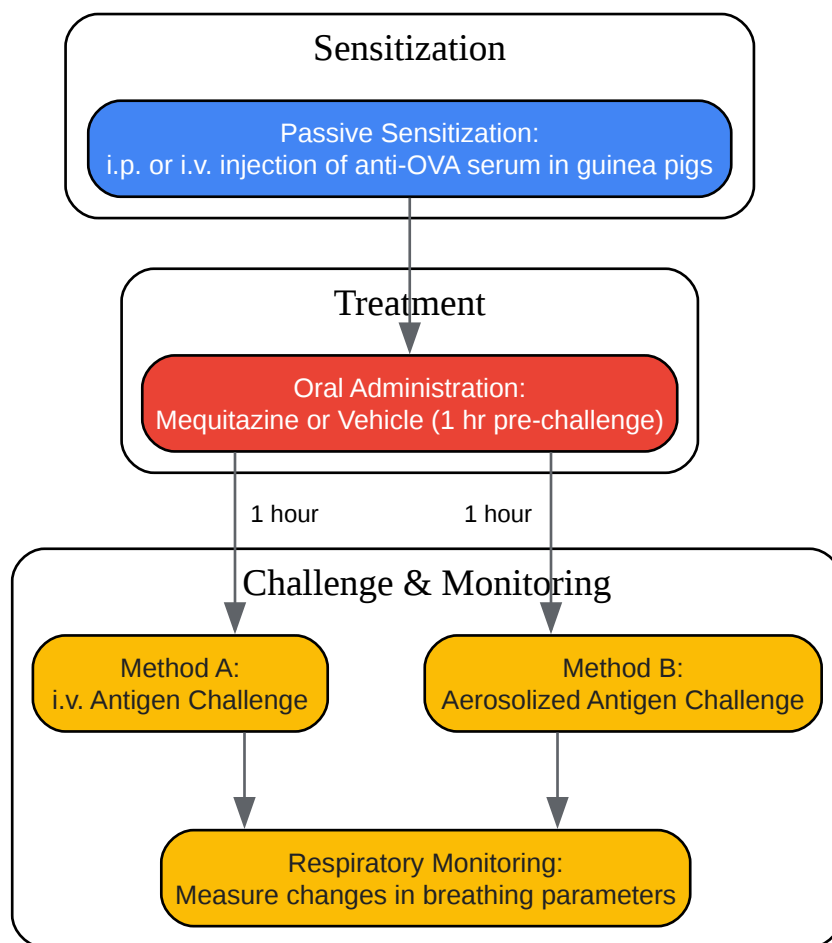 Sensitization
Passive Sensitization:
i.p. or i.v. injection of anti-OVA serum in guinea pigs
Treatment
Oral Administration:
Mequitazine or Vehicle (1 hr pre-challenge)
1 hour
1 hour
Challenge & Monitoring
Method A:
i.v. Antigen Challenge
Method B:
Aerosolized Antigen Challenge
Respiratory Monitoring:
Measure changes in breathing parameters